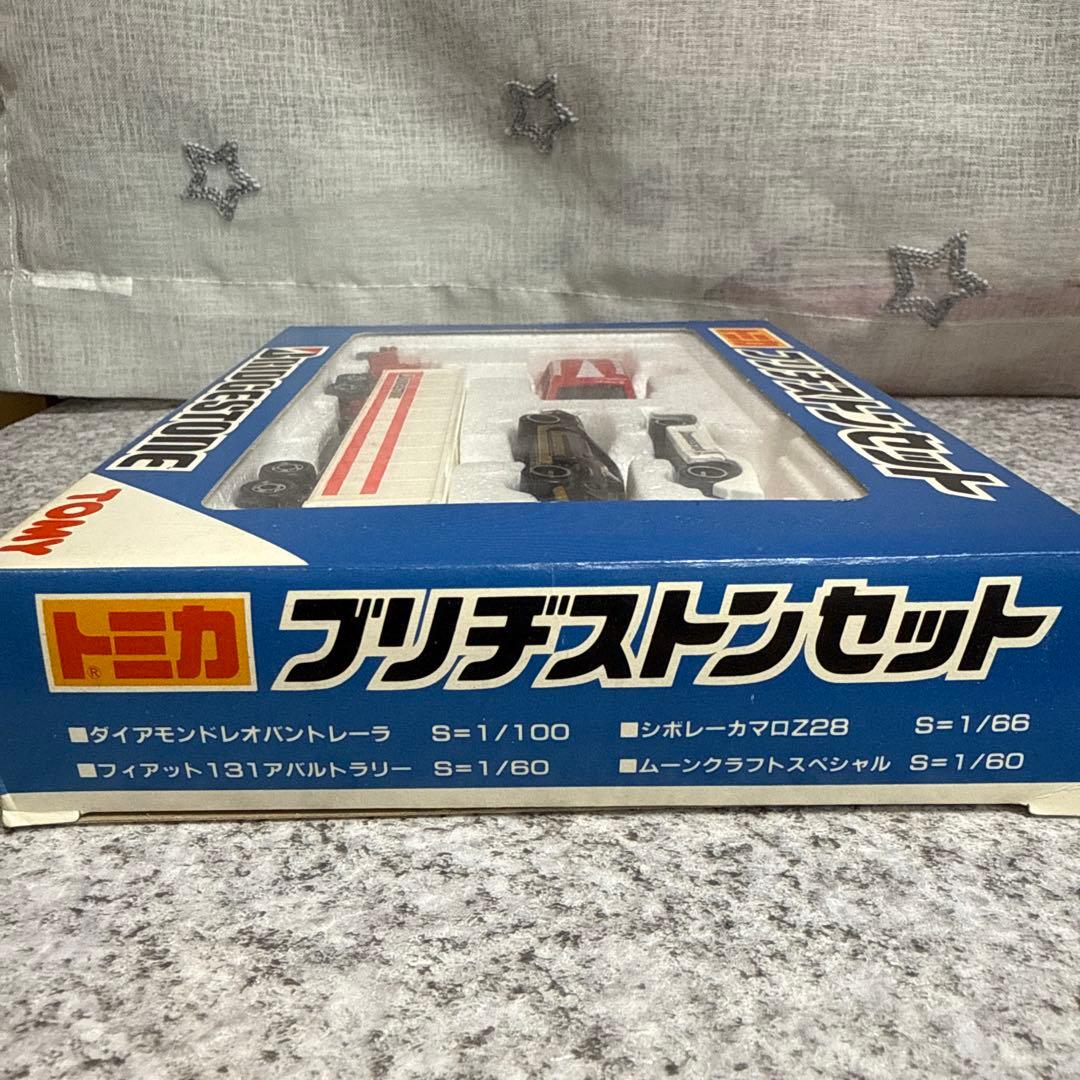 トミカ
ブリヂストンセット
BRIDGESTONE
TOMY
トミカ® ブリヂストンセット
■ダイアモンドレオバントレーラ S=1/100 ■シボレーカマロZ28 S=1/66
■フィアット131アバルトラリー S=1/60 ■ムーンクラフトスペシャル S=1/60